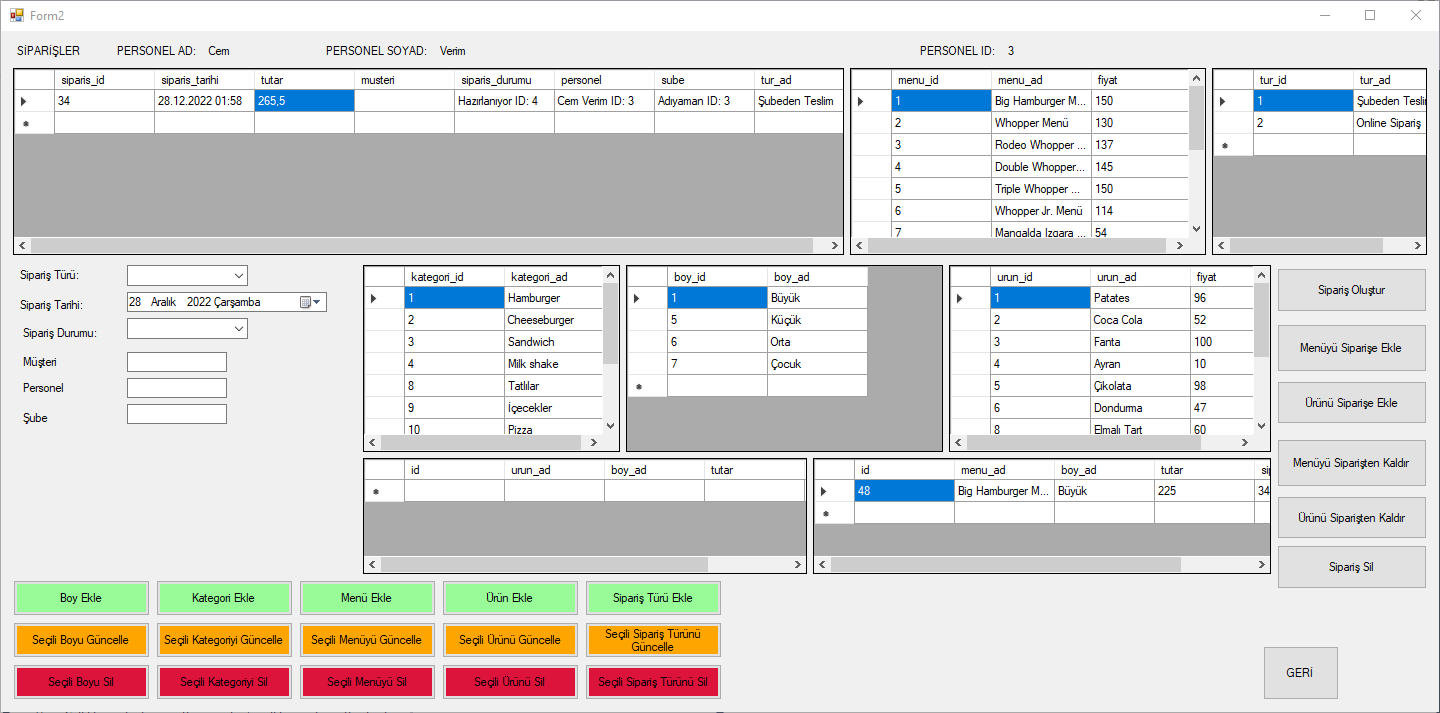 Form2
SİPARİŞLER PERSONEL AD: Cem PERSONEL SOYAD: Verim PERSONEL ID: 3
siparis_id siparis_tarihi tutar musteri siparis_durumu personel sube tur_ad
34 28.12.2022 01:58 265,5 Hazırlanıyor ID: 4 Cem Verim ID: 3 Adıyaman ID: 3 Şubeden Teslim
menu_id menu_ad fiyat
1 Big Hamburger M... 150
2 Whopper Menü 130
3 Rodeo Whopper ... 137
4 Double Whopper... 145
5 Triple Whopper ... 150
6 Whopper Jr. Menü 114
7 Mangalda Izgara ... 54
tur_id tur_ad
1 Şubeden Teslim
2 Online Sipariş
Sipariş Türü:
Sipariş Tarihi: 28 Aralık 2022 Çarşamba
Sipariş Durumu:
Müşteri
Personel
Şube
kategori_id kategori_ad
1 Hamburger
2 Cheeseburger
3 Sandwich
4 Milk shake
8 Tatlılar
9 İçecekler
10 Pizza
boy_id boy_ad
1 Büyük
5 Küçük
6 Orta
7 Çocuk
urun_id urun_ad fiyat
1 Patates 96
2 Coca Cola 52
3 Fanta 100
4 Ayran 10
5 Çikolata 98
6 Dondurma 47
8 Elmalı Tart 60
Sipariş Oluştur
Menüyü Siparişe Ekle
Ürünü Siparişe Ekle
Menüyü Siparişten Kaldır
Ürünü Siparişten Kaldır
Sipariş Sil
id urun_ad boy_ad tutar
id menu_ad boy_ad tutar si
48 Big Hamburger M... Büyük 225 34
Boy Ekle Kategori Ekle Menü Ekle Ürün Ekle Sipariş Türü Ekle
Seçili Boyu Güncelle Seçili Kategoriyi Güncelle Seçili Menüyü Güncelle Seçili Ürünü Güncelle Seçili Sipariş Türünü
Güncelle
Seçili Boyu Sil Seçili Kategoriyi Sil Seçili Menüyü Sil Seçili Ürünü Sil Seçili Sipariş Türünü Sil
GERİ